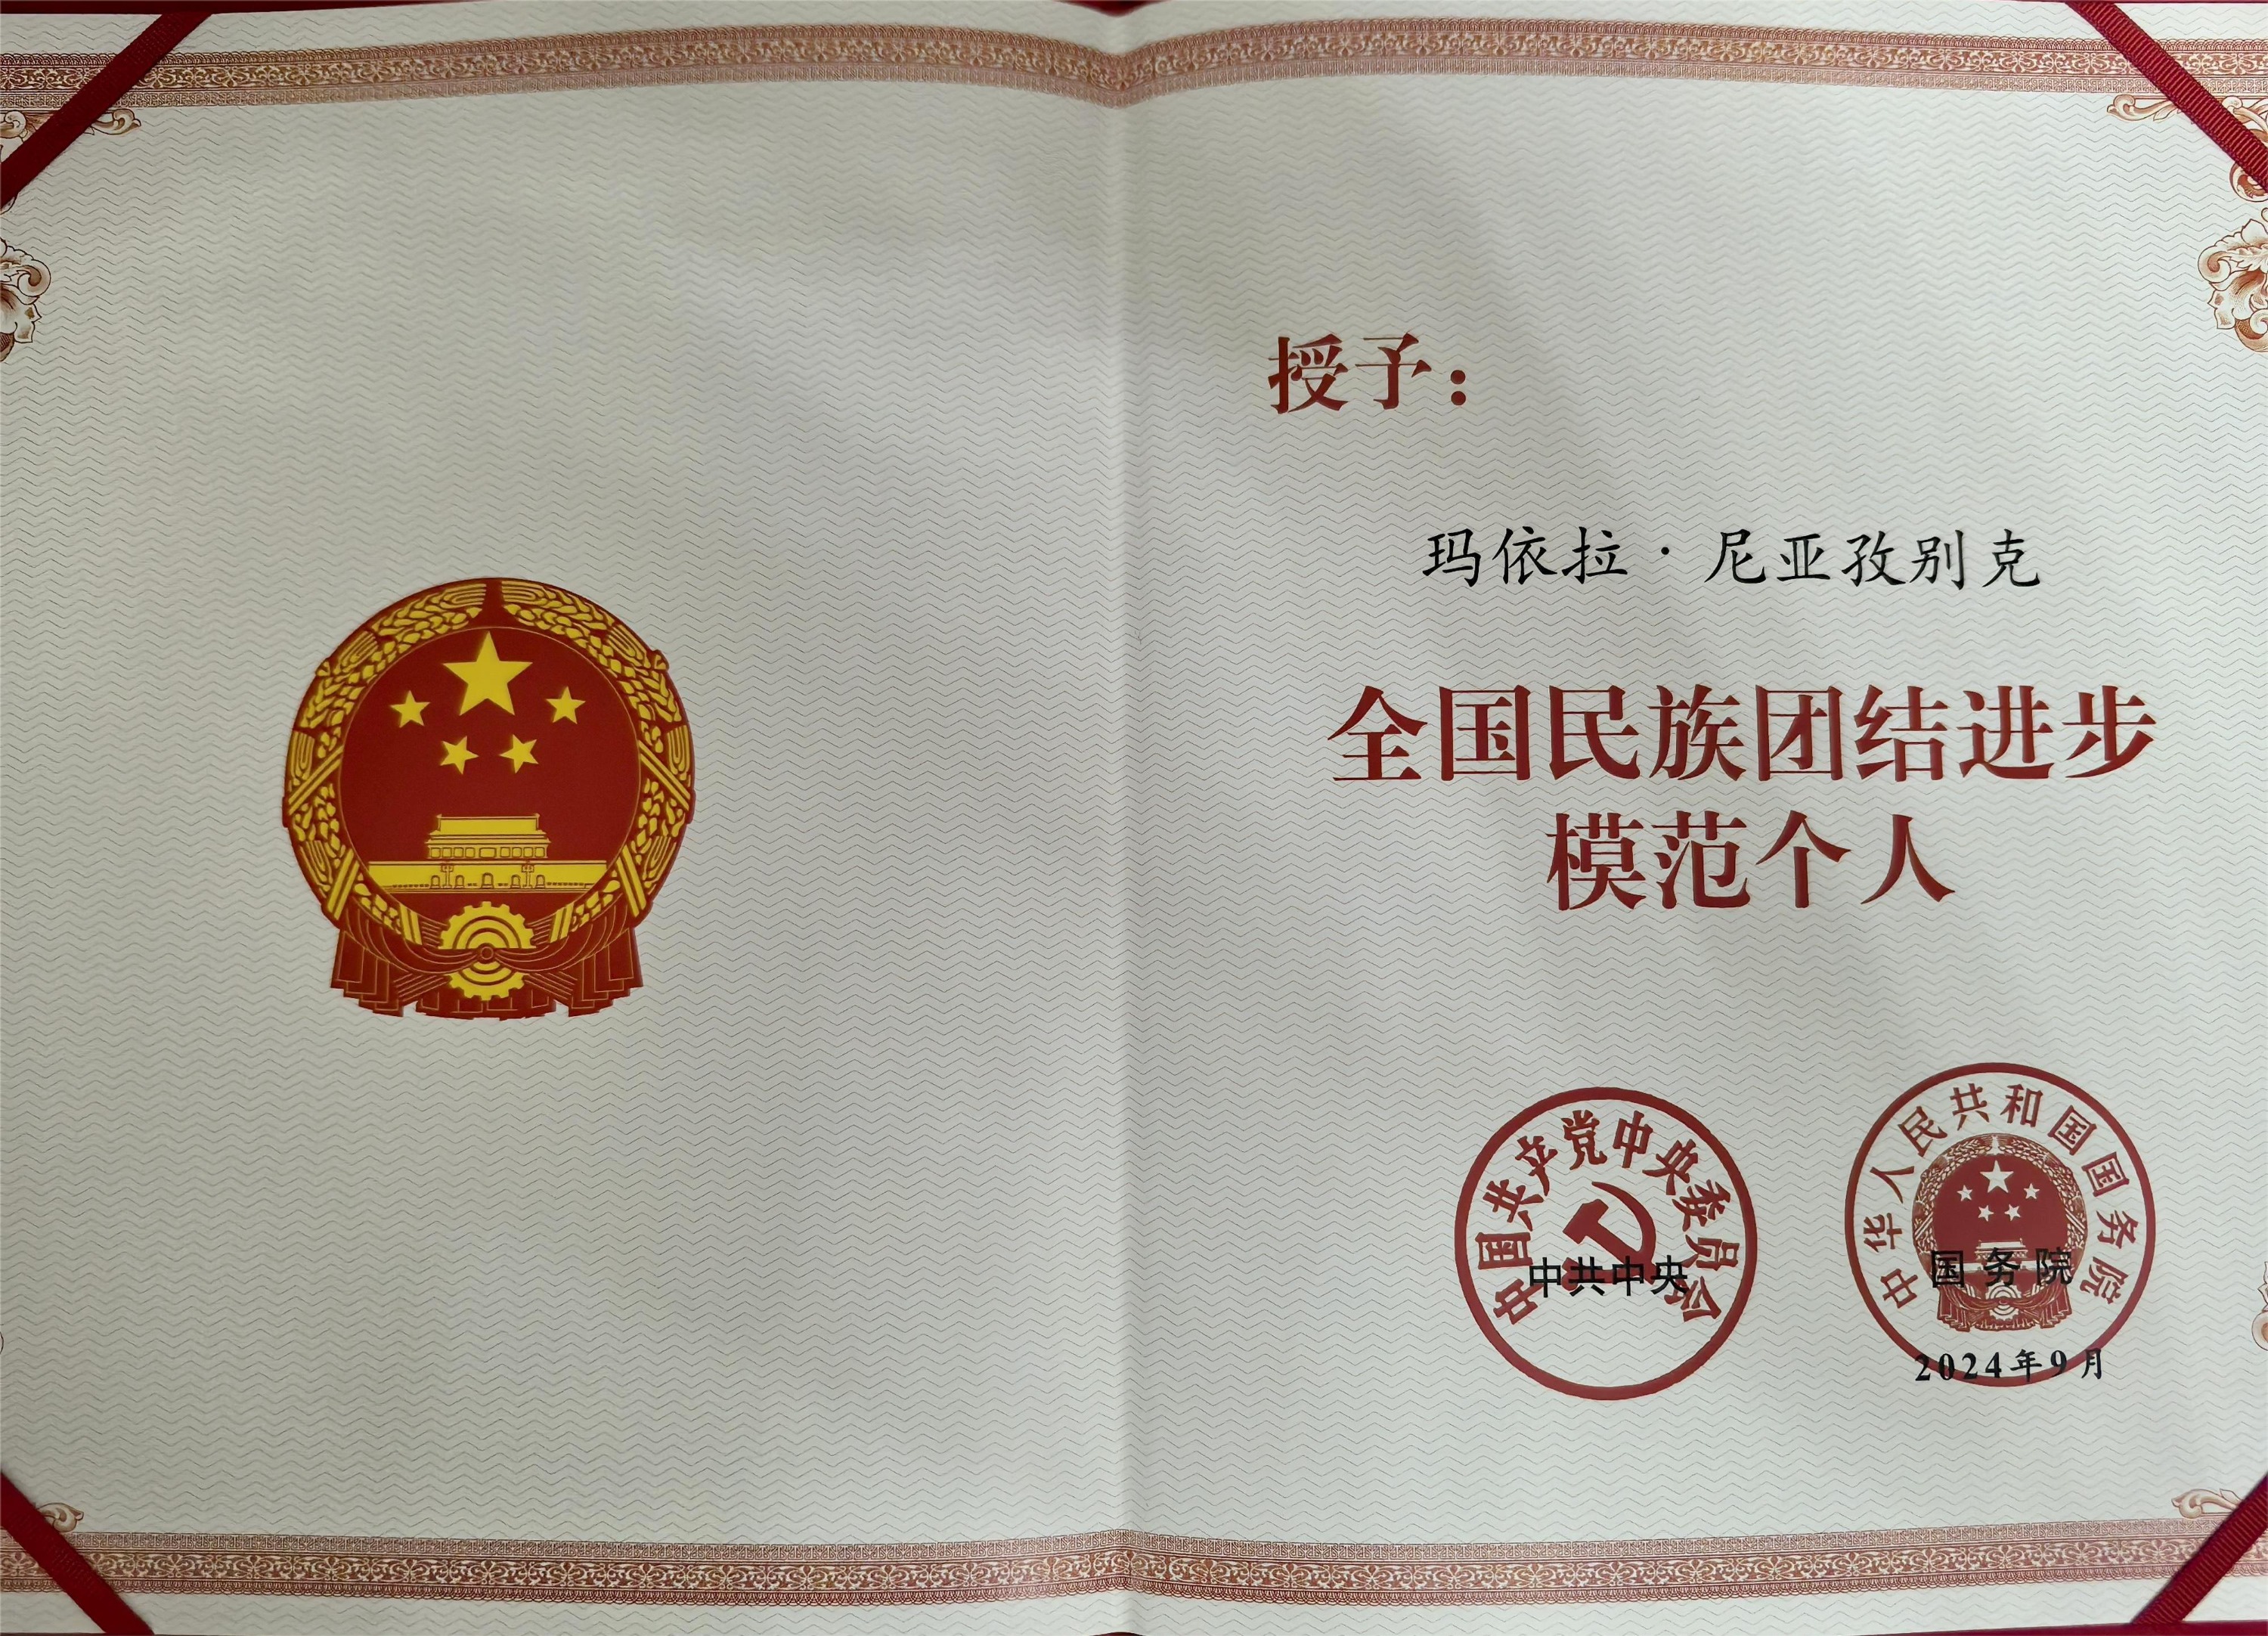 授予：
玛依拉·尼亚孜别克
全国民族团结进步
模范个人
中国共产党中央委员会
中共中央
中华人民共和国国务院
国务院
2024年9月